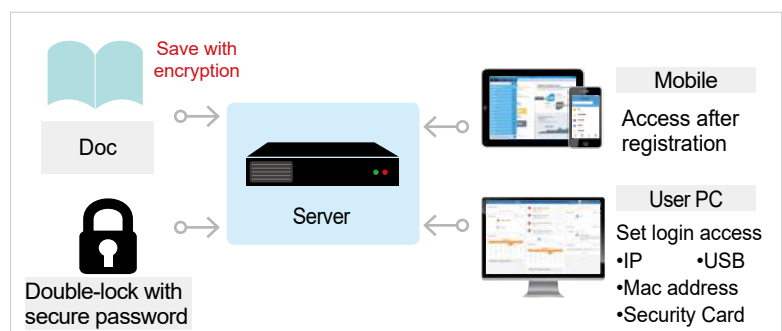 Save with
encryption
Doc
Double-lock with
secure password
Server
Mobile
Access after
registration
User PC
Set login access
•IP •USB
•Mac address
•Security Card